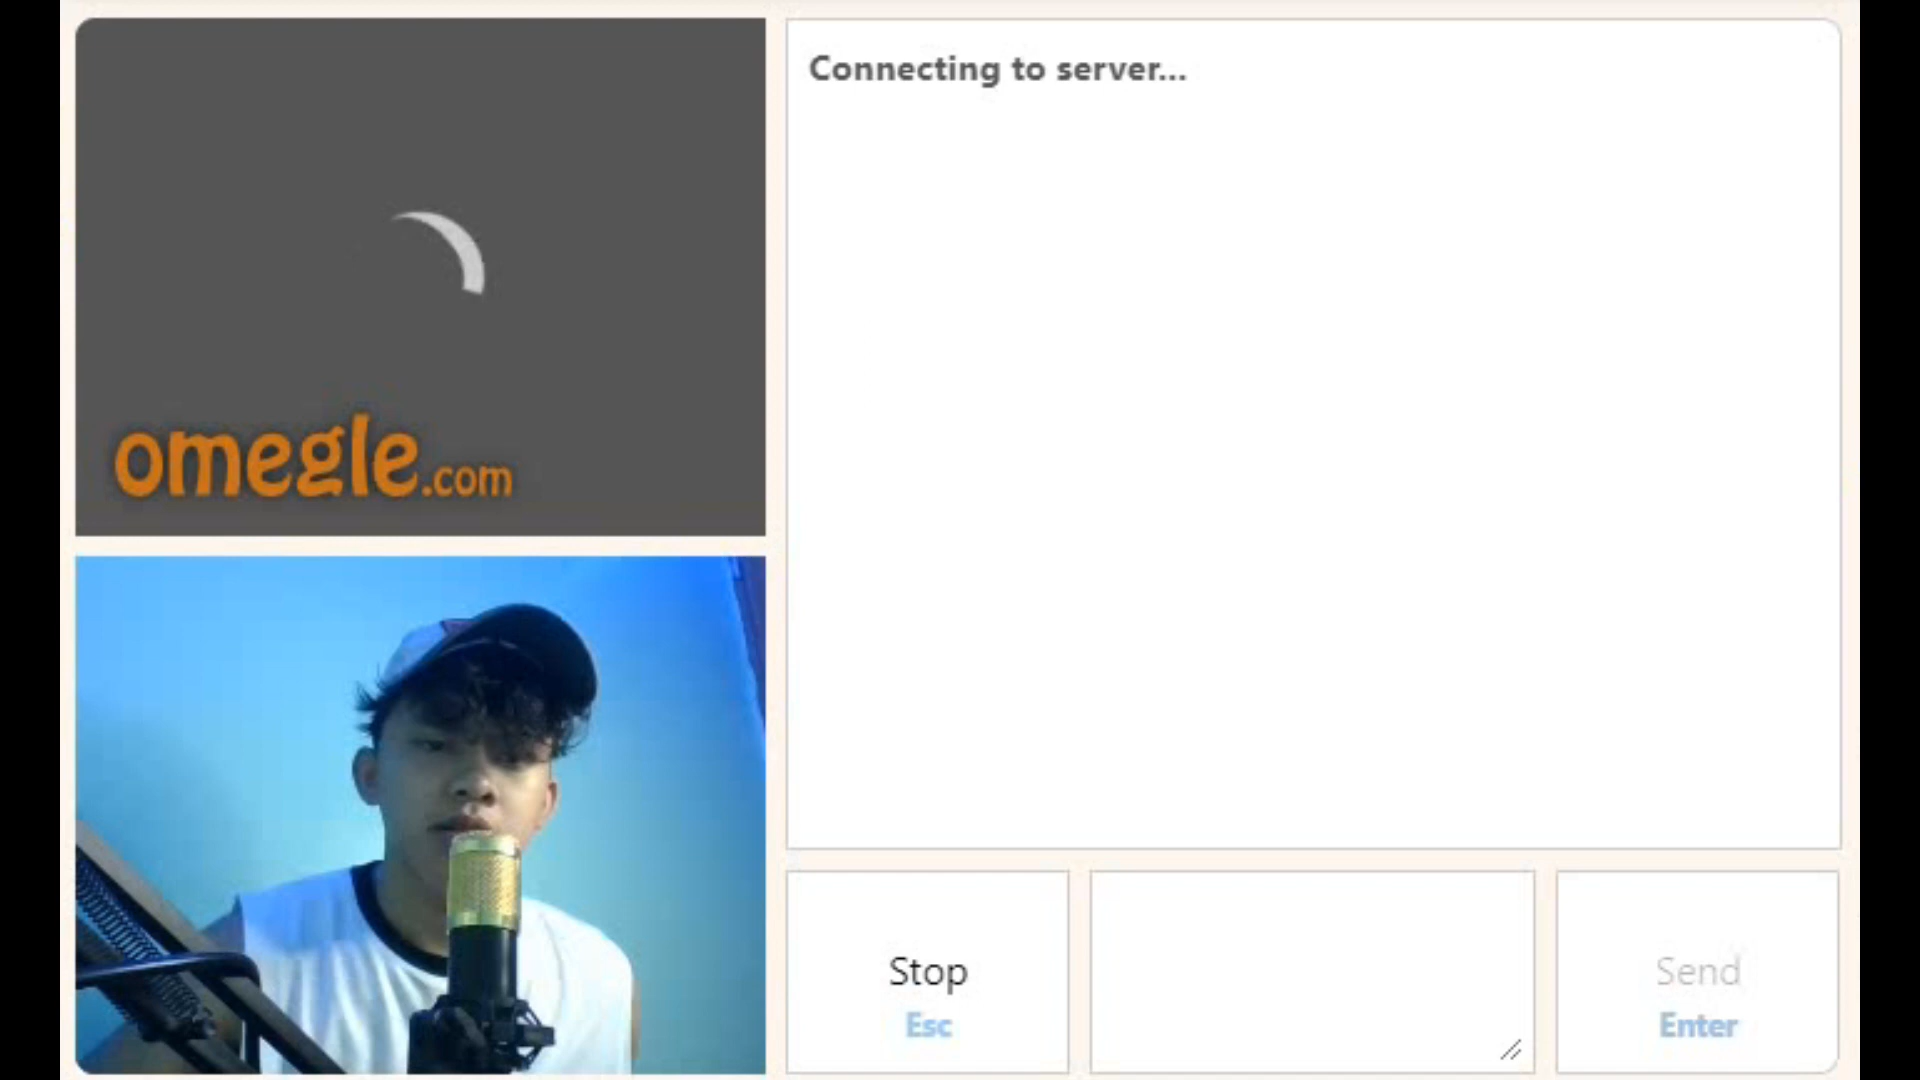 Connecting to server...
omegle.com
Stop
Esc
Send
Enter